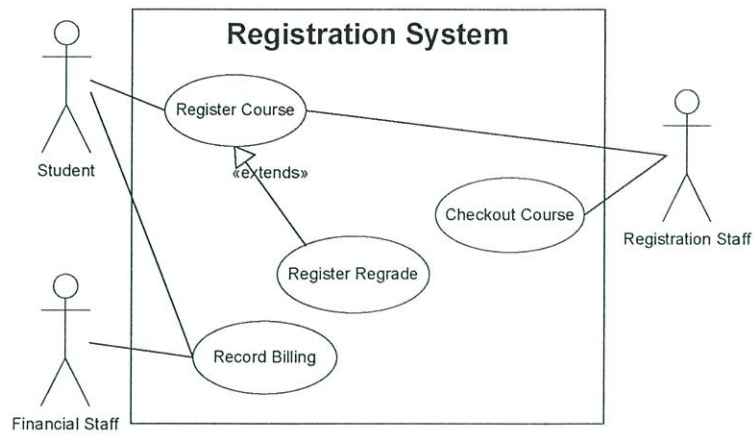 Registration System
Register Course
Student
«extends»
Checkout Course
Registration Staff
Register Regrade
Record Billing
Financial Staff